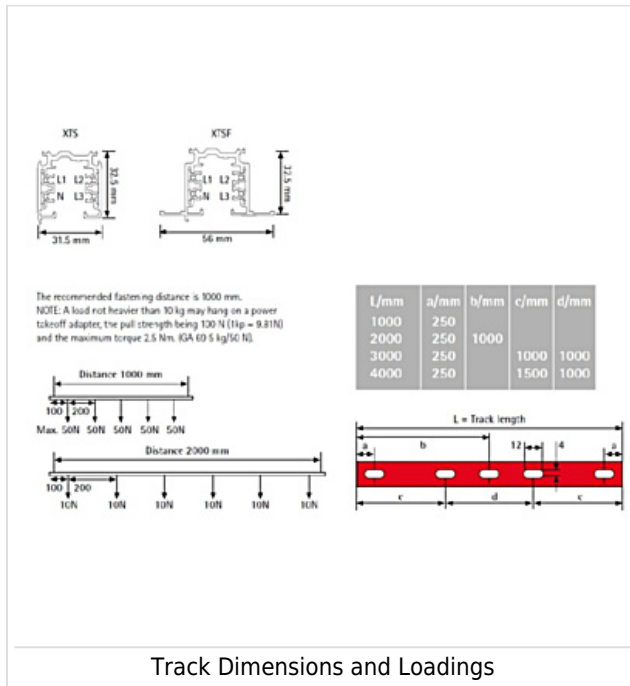 XTS
XTSF
L1 L2
N L3
32.5 mm
31.5 mm
L1 L2
N L3
32.5 mm
56 mm
The recommended fastening distance is 1000 mm.
NOTE: A load not heavier than 10 kg may hang on a power
takeoff adapter, the pull strength being 100 N (1kp = 9.81N)
and the maximum torque 2.5 Nm. (GA 69 5 kg/50 N).
L/mm a/mm b/mm c/mm d/mm
1000 250
2000 250 1000
3000 250 1000 1000
4000 250 1500 1000
Distance 1000 mm
100 200
Max. 50N 50N 50N 50N 50N
Distance 2000 mm
100 200
10N 10N 10N 10N 10N 10N
L = Track length
a b 12 4 a
c d c
Track Dimensions and Loadings